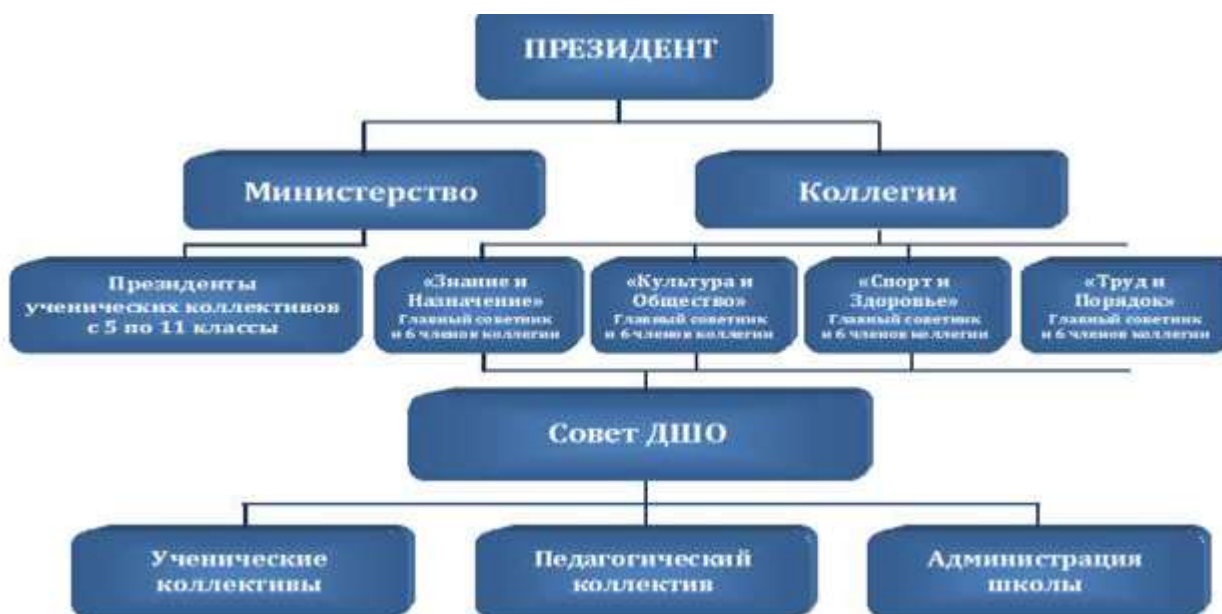 ПРЕЗИДЕНТ
Министерство
Коллегии
Президенты
ученических коллективов
с 5 по 11 классы
«Знание и
Назначение»
Главный советник
и 6 членов коллегии
«Культура и
Общество»
Главный советник
и 6 членов коллегии
«Спорт и
Здоровье»
Главный советник
и 6 членов коллегии
«Труд и
Порядок»
Главный советник
и 6 членов коллегии
Совет ДШО
Ученические
коллективы
Педагогический
коллектив
Администрация
школы